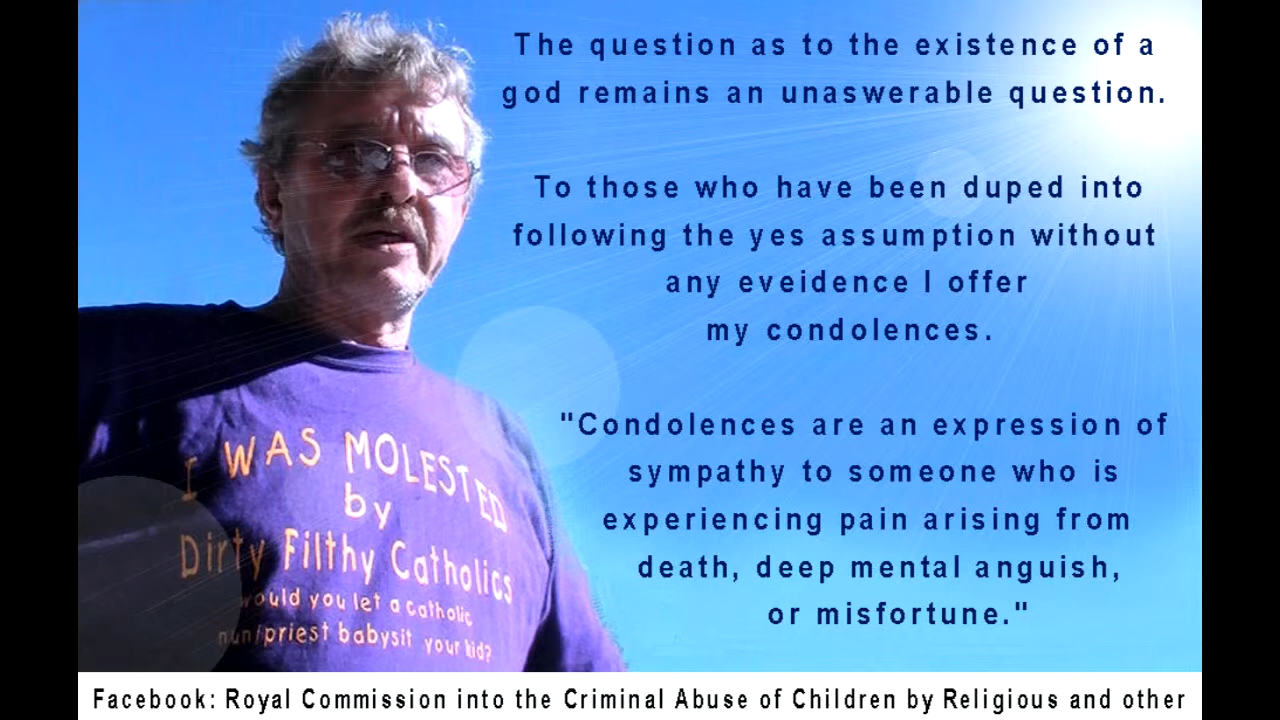 The question as to the existence of a
god remains an unaswerable question.
To those who have been duped into
following the yes assumption without
any eveidence I offer
my condolences.
"Condolences are an expression of
sympathy to someone who is
experiencing pain arising from
death, deep mental anguish,
or misfortune."
I WAS MOLESTED
by
Dirty Filthy Catholics
would you let a catholic
nun/priest babysit your kid?
Facebook: Royal Commission into the Criminal Abuse of Children by Religious and other